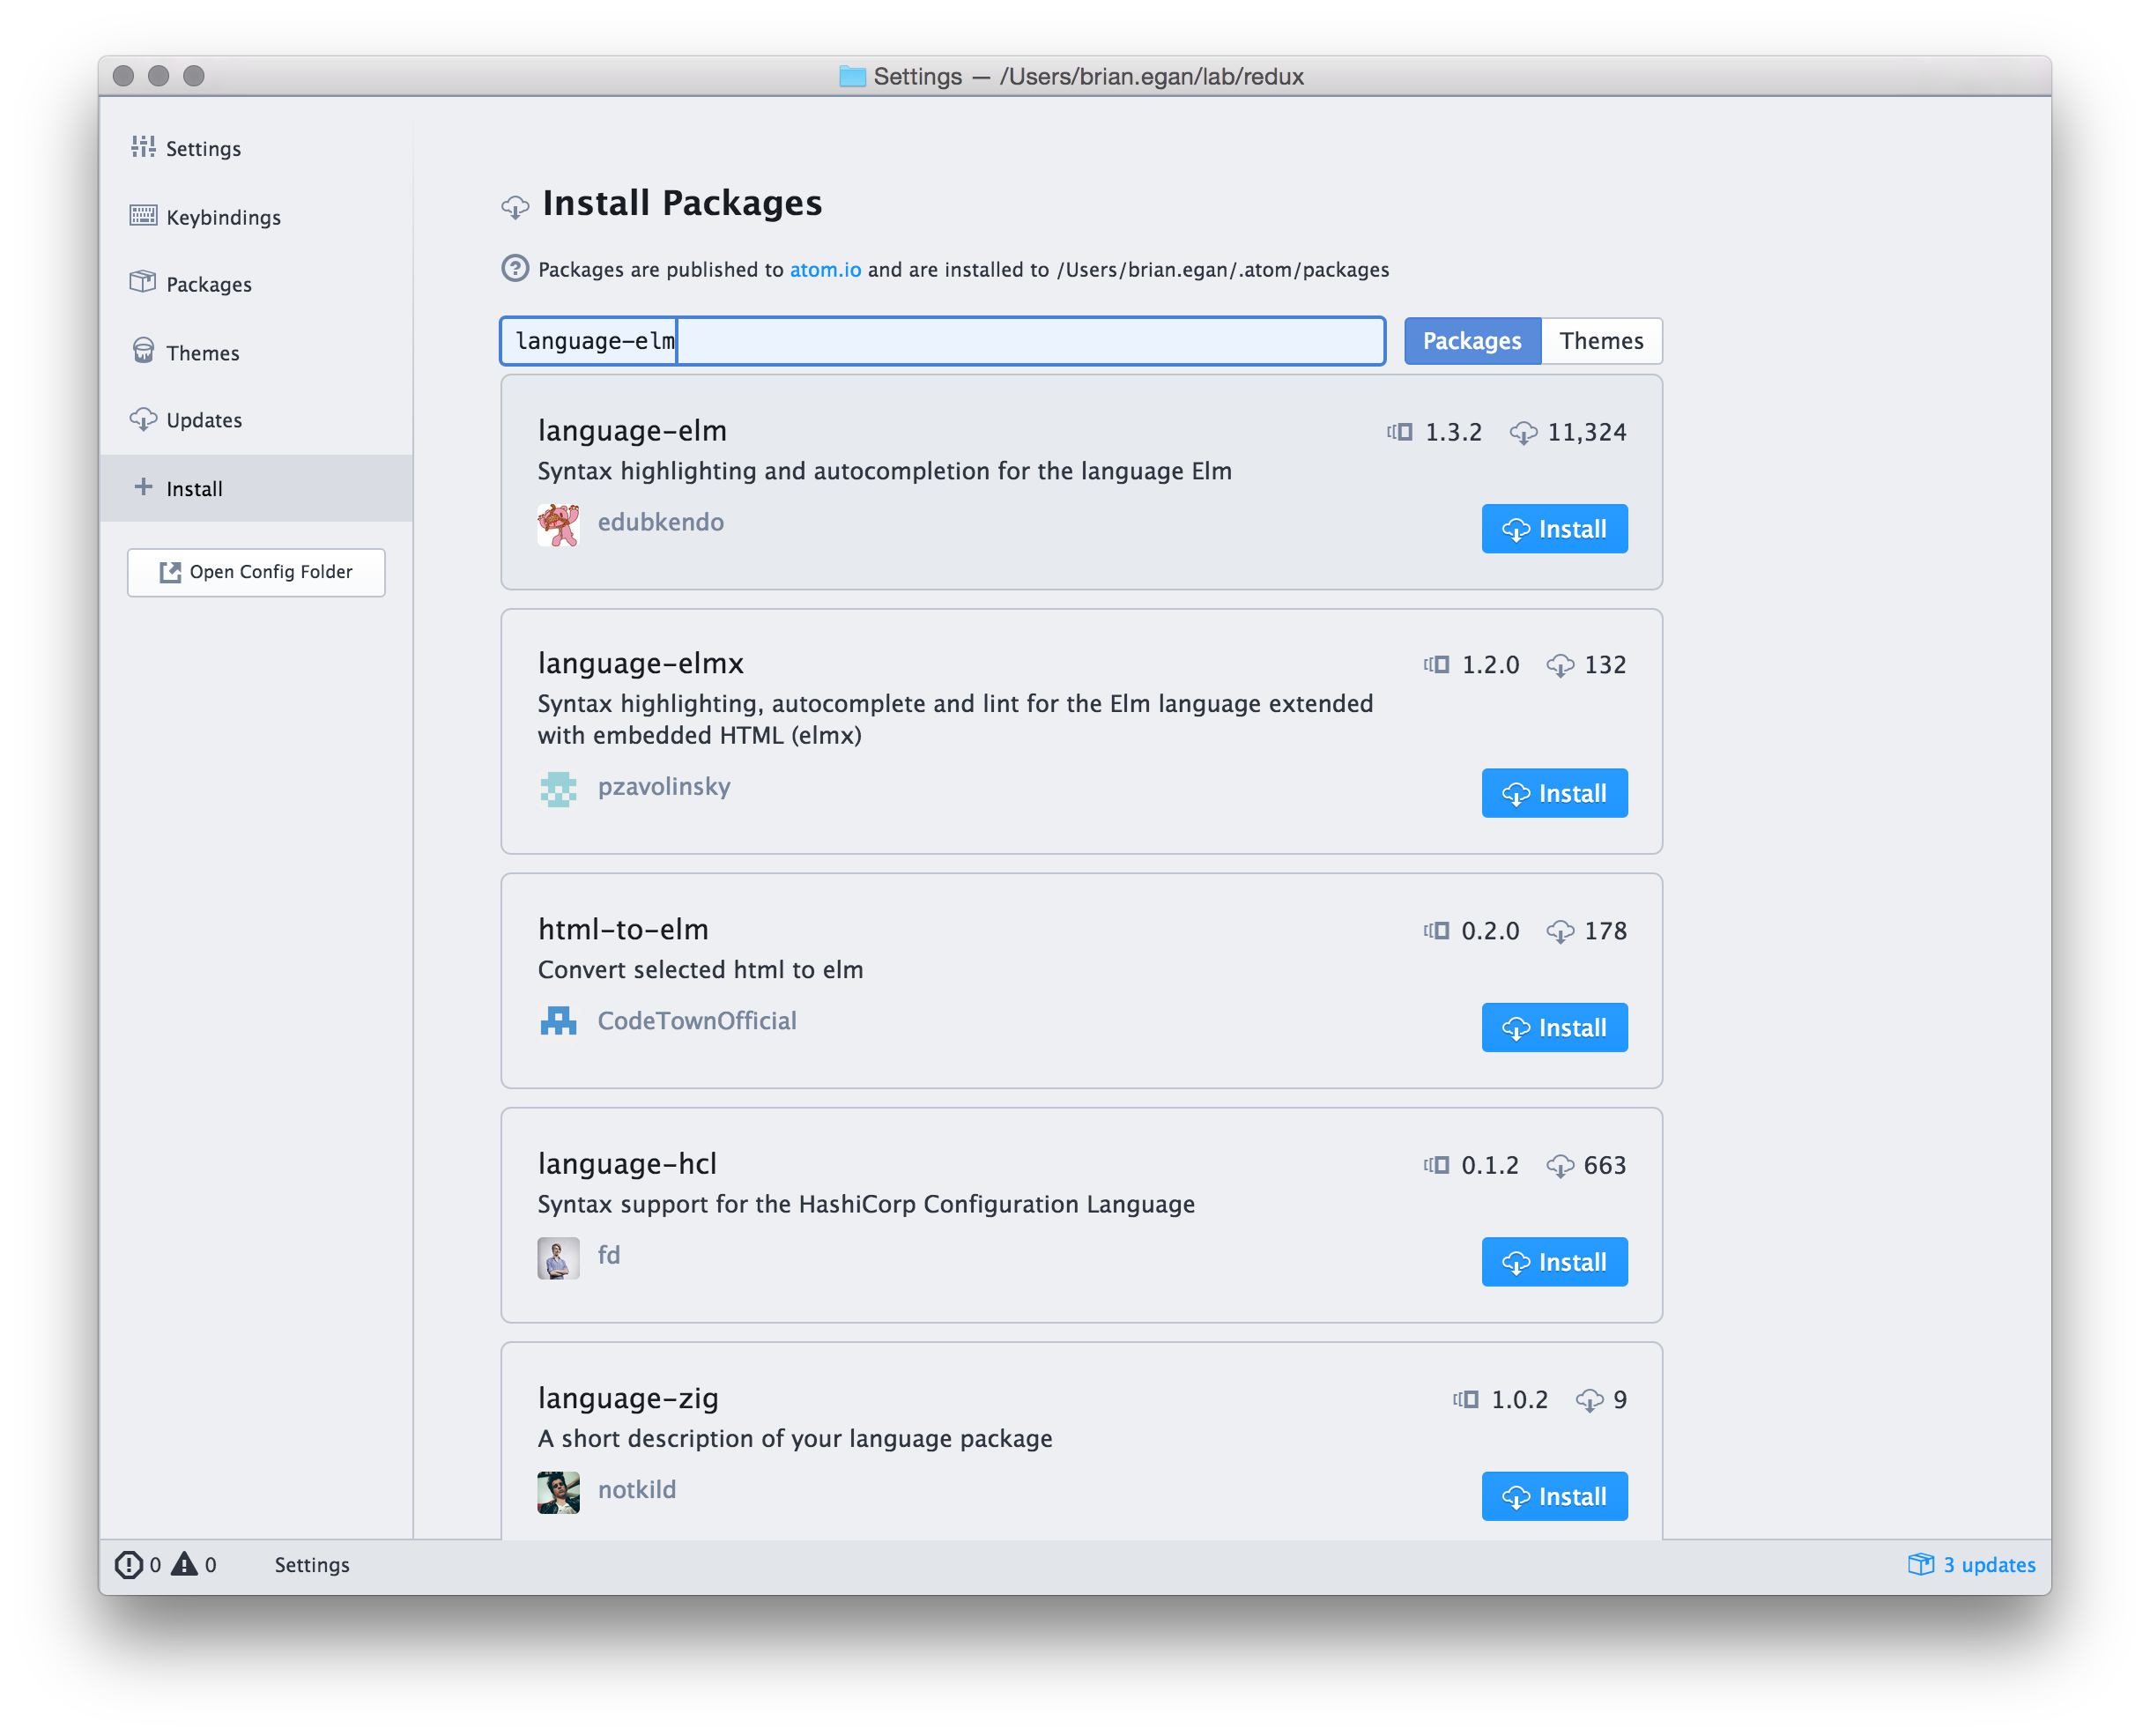 Settings — /Users/brian.egan/lab/redux
Settings
Keybindings
Packages
Themes
Updates
Install
Open Config Folder
Install Packages
Packages are published to atom.io and are installed to /Users/brian.egan/.atom/packages
language-elm
Packages Themes
language-elm 1.3.2 11,324
Syntax highlighting and autocompletion for the language Elm
edubkendo Install
language-elmx 1.2.0 132
Syntax highlighting, autocomplete and lint for the Elm language extended
with embedded HTML (elmx)
pzavolinsky Install
html-to-elm 0.2.0 178
Convert selected html to elm
CodeTownOfficial Install
language-hcl 0.1.2 663
Syntax support for the HashiCorp Configuration Language
fd Install
language-zig 1.0.2 9
A short description of your language package
notkild Install
0 0 Settings 3 updates